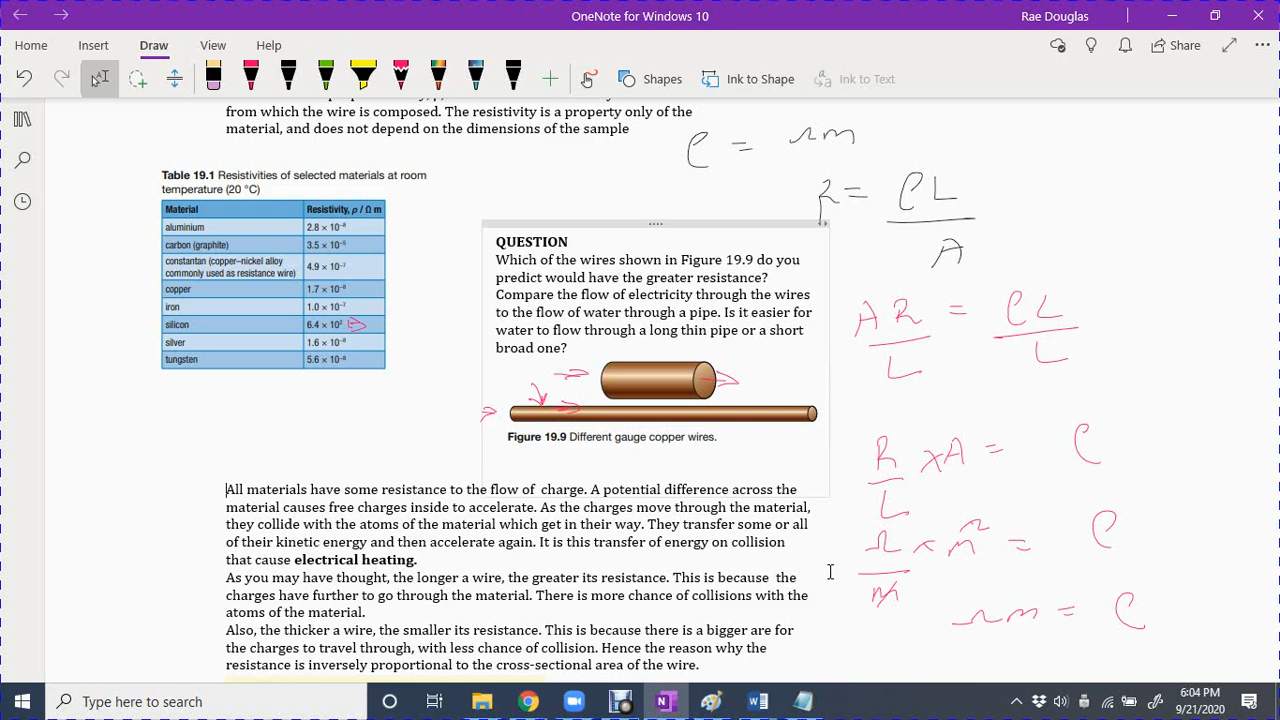 OneNote for Windows 10
Rae Douglas
Home Insert Draw View Help
Share
Shapes
Ink to Shape
Ink to Text
from which the wire is composed. The resistivity is a property only of the
material, and does not depend on the dimensions of the sample
ρ = Ωm
R = ρL
A
Table 19.1 Resistivities of selected materials at room
temperature (20 °C)
Material Resistivity, ρ / Ω m
aluminium 2.8 × 10⁻⁸
carbon (graphite) 3.5 × 10⁻⁵
constantan (copper–nickel alloy
commonly used as resistance wire) 4.9 × 10⁻⁷
copper 1.7 × 10⁻⁸
iron 1.0 × 10⁻⁷
silicon 6.4 × 10²
silver 1.6 × 10⁻⁸
tungsten 5.6 × 10⁻⁸
QUESTION
Which of the wires shown in Figure 19.9 do you
predict would have the greater resistance?
Compare the flow of electricity through the wires
to the flow of water through a pipe. Is it easier for
water to flow through a long thin pipe or a short
broad one?
Figure 19.9 Different gauge copper wires.
AR = ρL
L L
R × A = ρ
L
Ω × m² = ρ
m
Ωm = ρ
All materials have some resistance to the flow of charge. A potential difference across the
material causes free charges inside to accelerate. As the charges move through the material,
they collide with the atoms of the material which get in their way. They transfer some or all
of their kinetic energy and then accelerate again. It is this transfer of energy on collision
that cause electrical heating.
As you may have thought, the longer a wire, the greater its resistance. This is because the
charges have further to go through the material. There is more chance of collisions with the
atoms of the material.
Also, the thicker a wire, the smaller its resistance. This is because there is a bigger are for
the charges to travel through, with less chance of collision. Hence the reason why the
resistance is inversely proportional to the cross-sectional area of the wire.
Type here to search
6:04 PM
9/21/2020